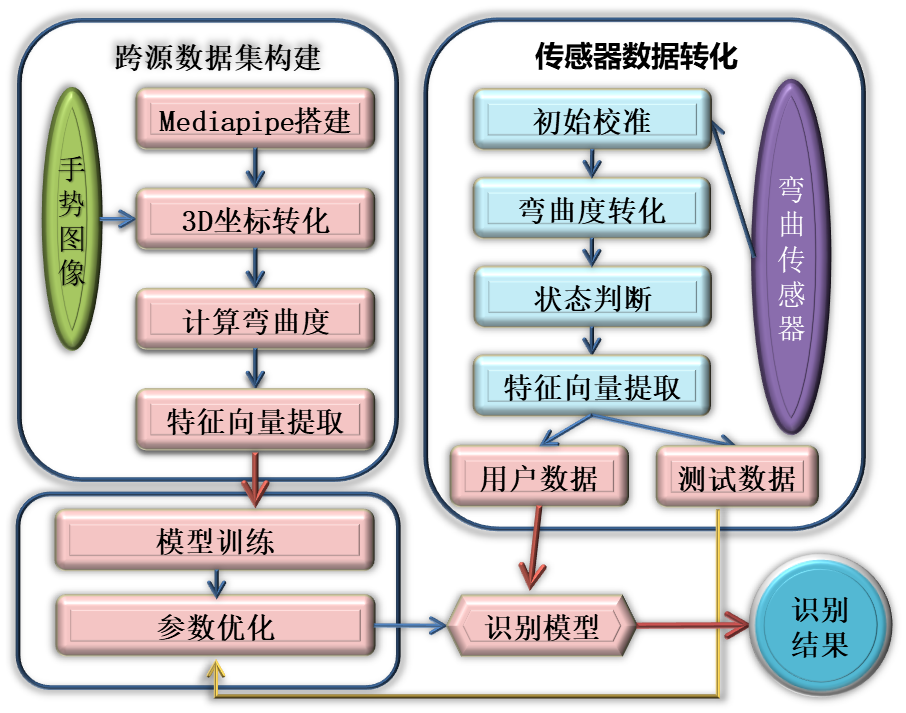 跨源数据集构建
Mediapipe搭建
手势图像
3D坐标转化
计算弯曲度
特征向量提取
模型训练
参数优化
传感器数据转化
初始校准
弯曲传感器
弯曲度转化
状态判断
特征向量提取
用户数据
测试数据
识别模型
识别
结果